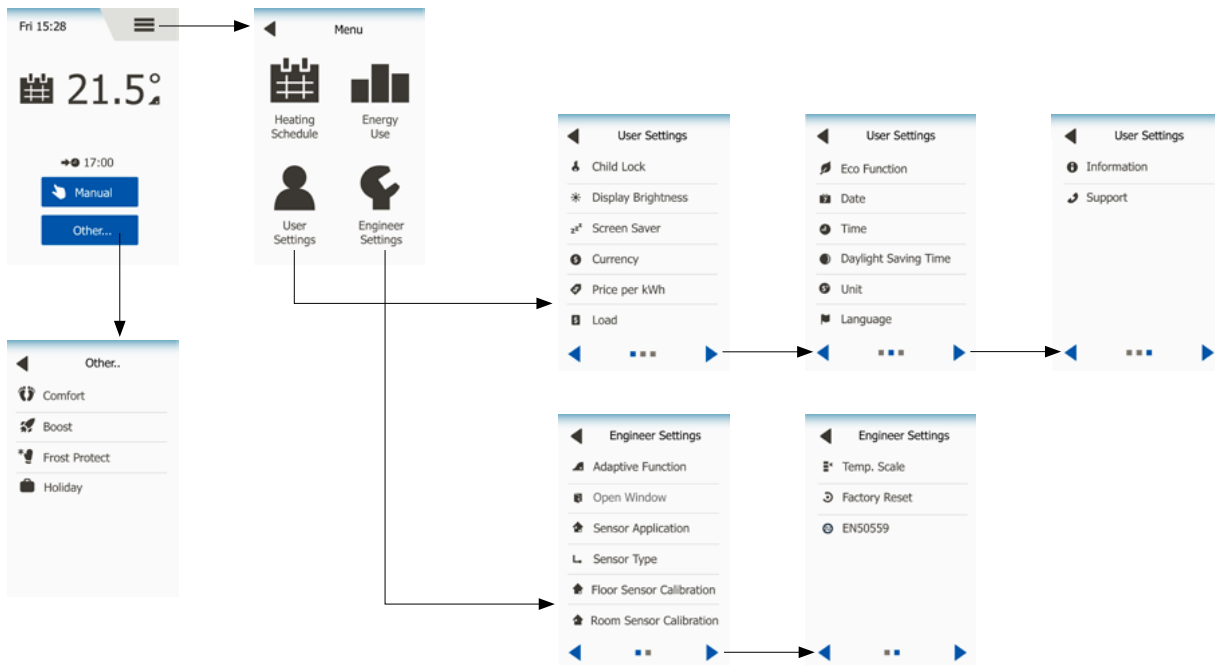 Fri 15:28
21.5°
17:00
Manual
Other...
Menu
Heating
Schedule
Energy
Use
User
Settings
Engineer
Settings
Other..
Comfort
Boost
Frost Protect
Holiday
User Settings
Child Lock
Display Brightness
zzz Screen Saver
Currency
Price per kWh
Load
User Settings
Eco Function
Date
Time
Daylight Saving Time
Unit
Language
User Settings
Information
Support
Engineer Settings
Adaptive Function
Open Window
Sensor Application
Sensor Type
Floor Sensor Calibration
Room Sensor Calibration
Engineer Settings
Temp. Scale
Factory Reset
EN50559